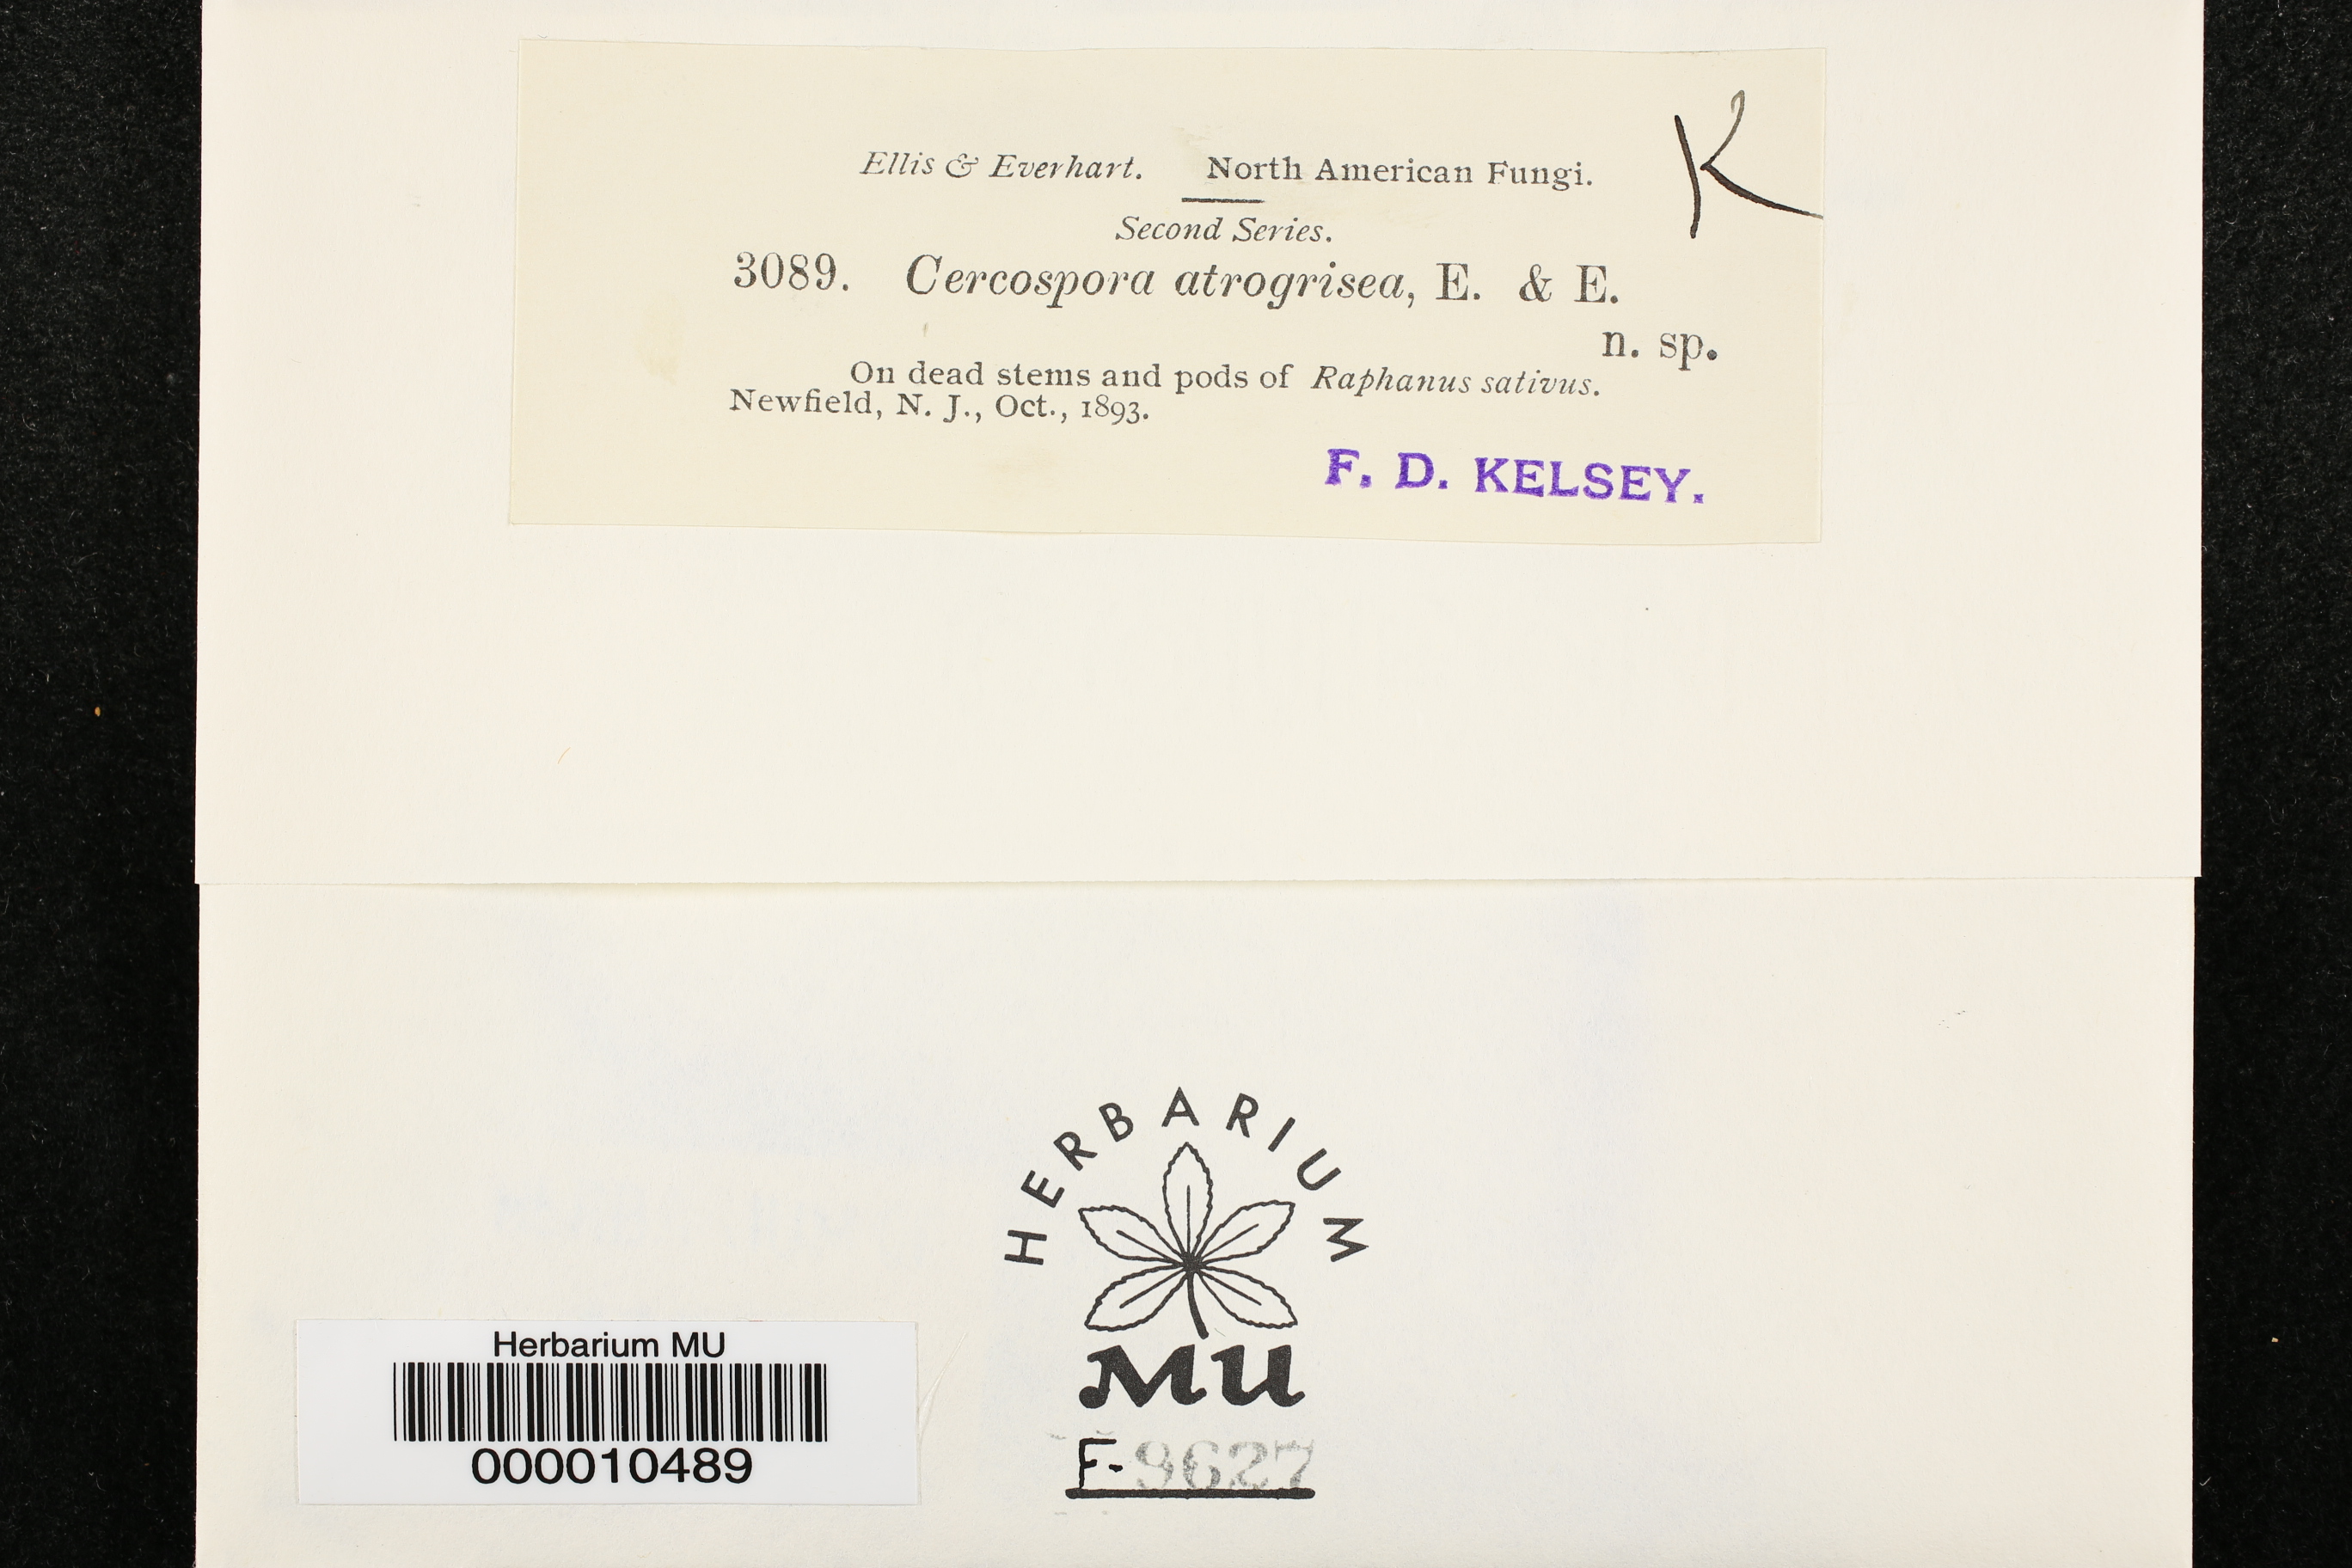 K
Ellis & Everhart. North American Fungi.
Second Series.
3089. Cercospora atrogrisea, E. & E.
n. sp.
On dead stems and pods of Raphanus sativus.
Newfield, N. J., Oct., 1893.
F. D. KELSEY.
HERBARIUM
MU
F-9627
Herbarium MU
000010489